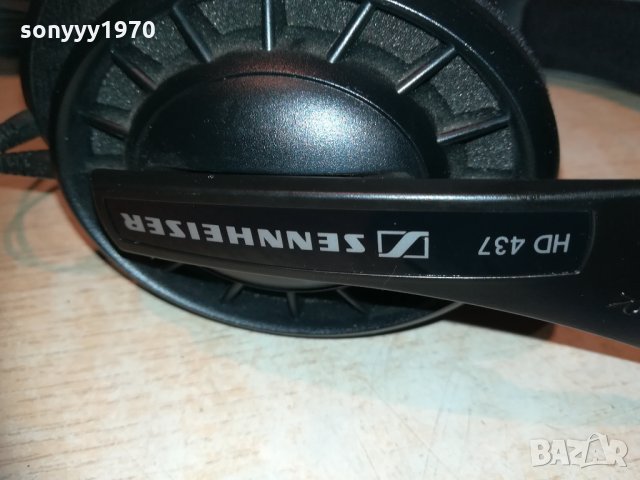 sonyyy1970
SENNHEISER
HD 437
BAZAR